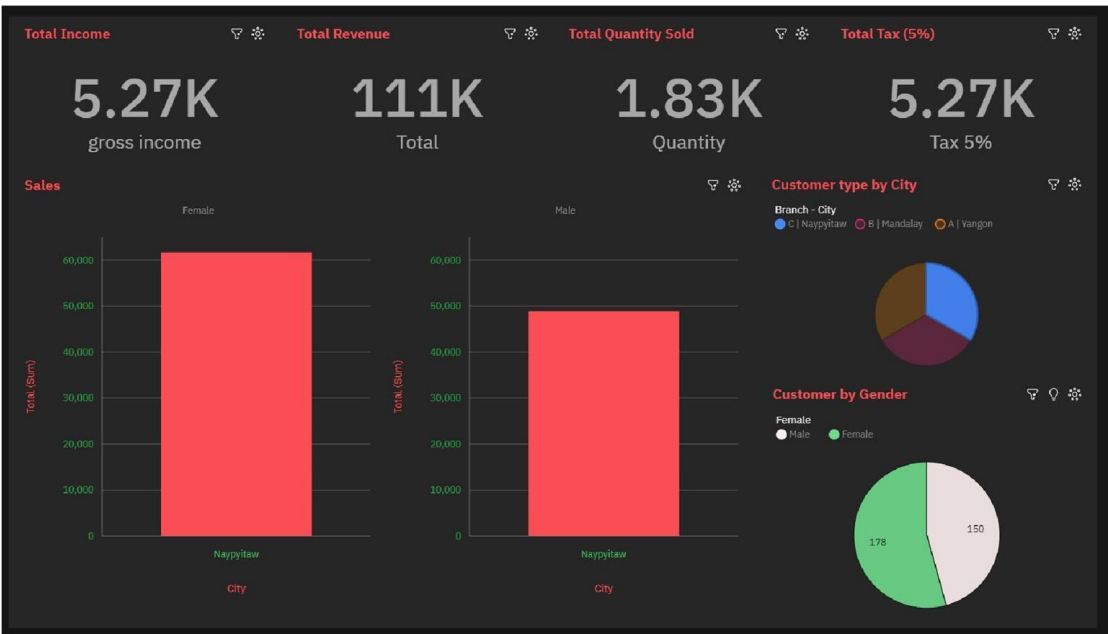 Total Income
Total Revenue
Total Quantity Sold
Total Tax (5%)
5.27K
111K
1.83K
5.27K
gross income
Total
Quantity
Tax 5%
Sales
Female
Male
Total (Sum)
60,000
50,000
40,000
30,000
20,000
10,000
0
Naypyitaw
City
Total (Sum)
60,000
50,000
40,000
30,000
20,000
10,000
0
Naypyitaw
City
Customer type by City
Branch - City
C | Naypyitaw B | Mandalay A | Yangon
Customer by Gender
Female
Male Female
178
150